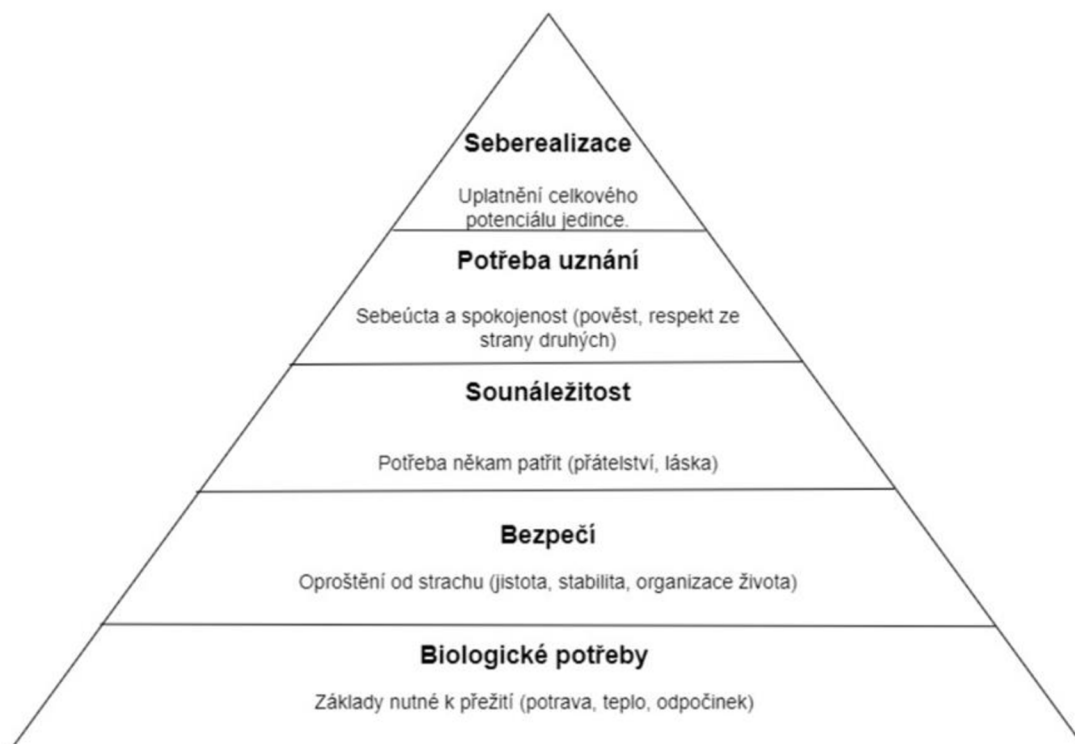 Seberealizace
Uplatnění celkového
potenciálu jedince.
Potřeba uznání
Sebeúcta a spokojenost (pověst, respekt ze
strany druhých)
Sounáležitost
Potřeba někam patřit (přátelství, láska)
Bezpečí
Oproštění od strachu (jistota, stabilita, organizace života)
Biologické potřeby
Základy nutné k přežití (potrava, teplo, odpočinek)